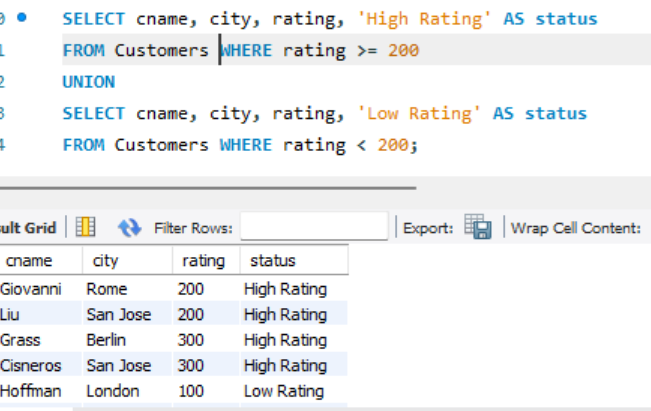 0 SELECT cname, city, rating, 'High Rating' AS status
1 FROM Customers WHERE rating >= 200
2 UNION
3 SELECT cname, city, rating, 'Low Rating' AS status
4 FROM Customers WHERE rating < 200;
sult Grid Filter Rows: Export: Wrap Cell Content:
cname city rating status
Giovanni Rome 200 High Rating
Liu San Jose 200 High Rating
Grass Berlin 300 High Rating
Cisneros San Jose 300 High Rating
Hoffman London 100 Low Rating